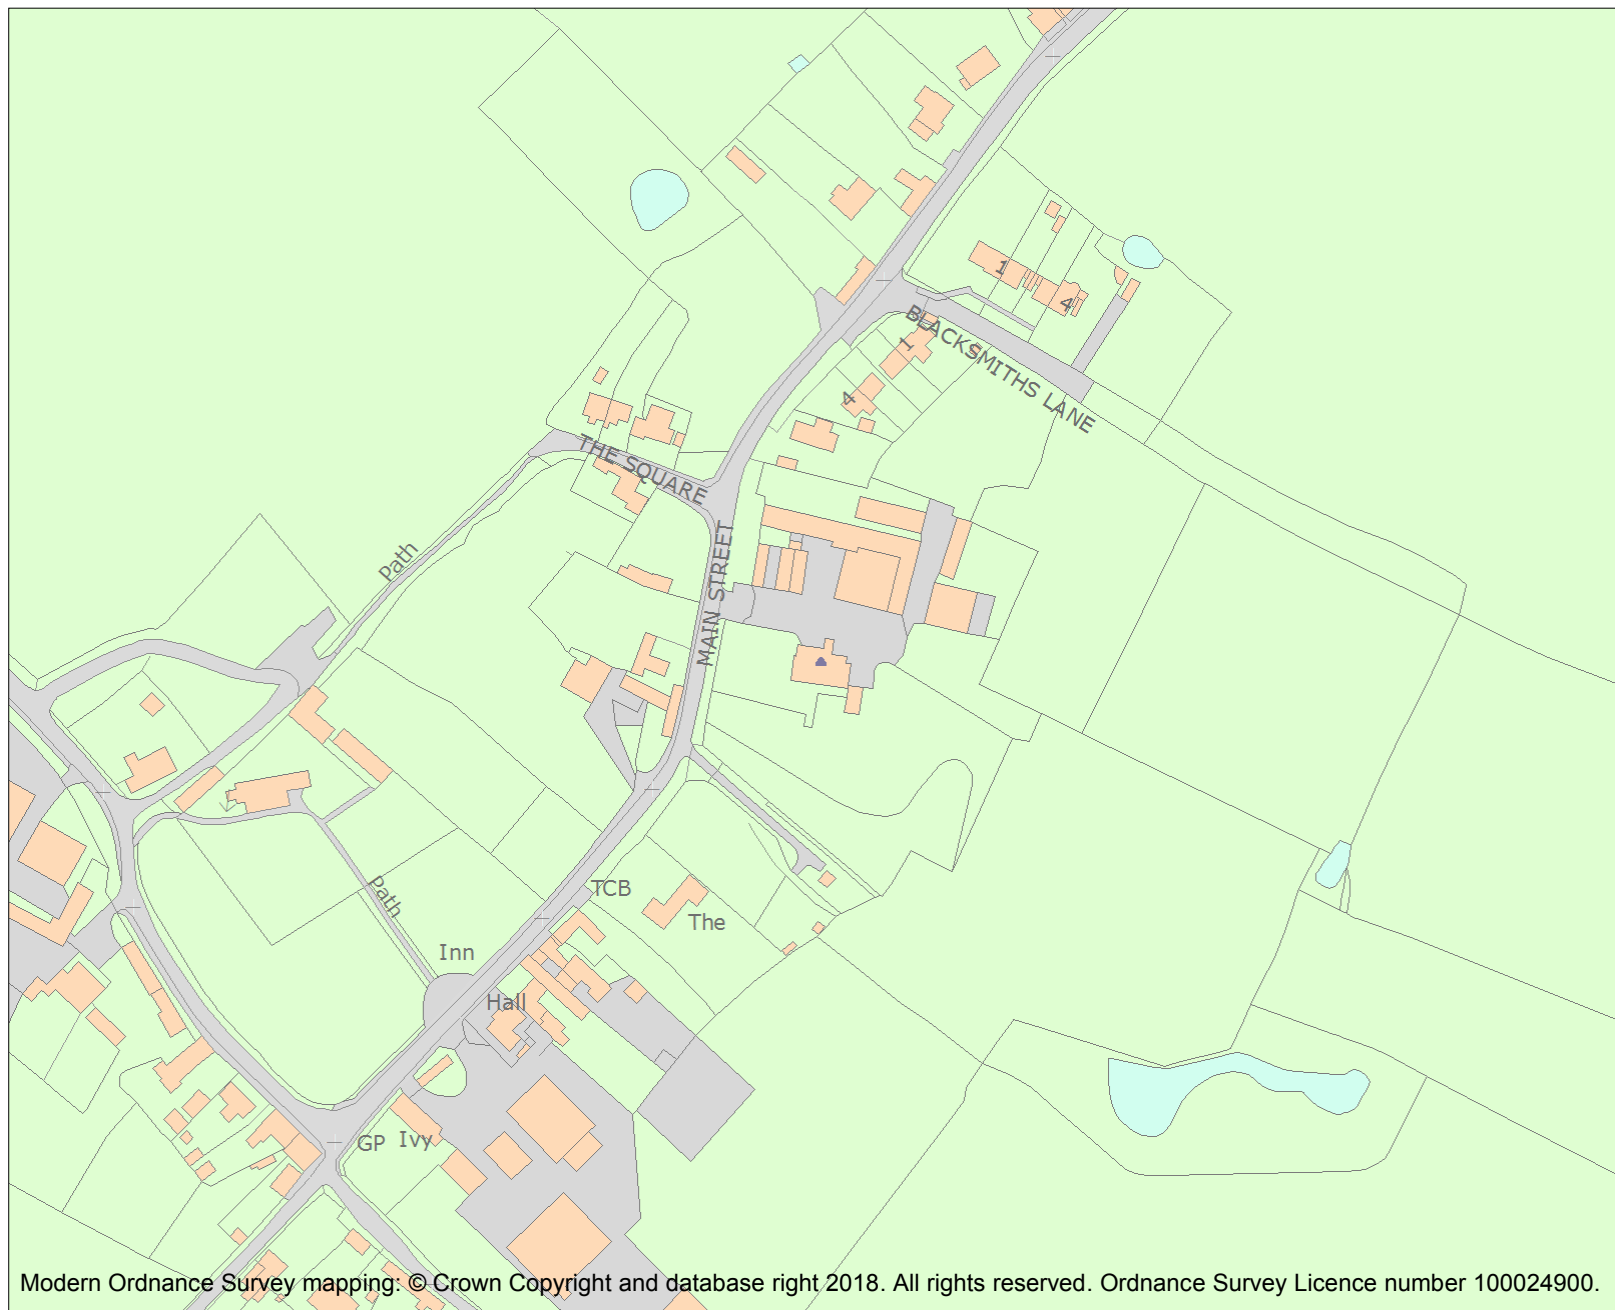 1
4
BLACKSMITHS LANE
1
4
THE SQUARE
MAIN STREET
Path
Path
TCB
The
Inn
Hall
GP
Ivy
Modern Ordnance Survey mapping: © Crown Copyright and database right 2018. All rights reserved. Ordnance Survey Licence number 100024900.